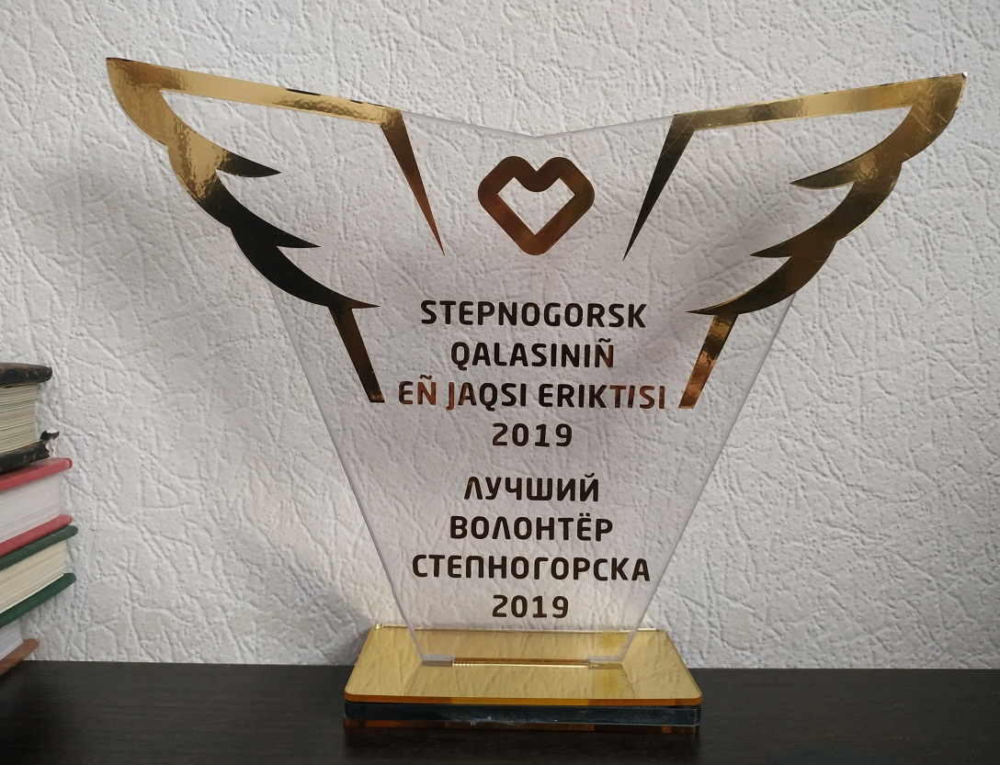 STEPNOGORSK
QALASINIÑ
EÑ JAQSI ERIKTISI
2019
ЛУЧШИЙ
ВОЛОНТЁР
СТЕПНОГОРСКА
2019